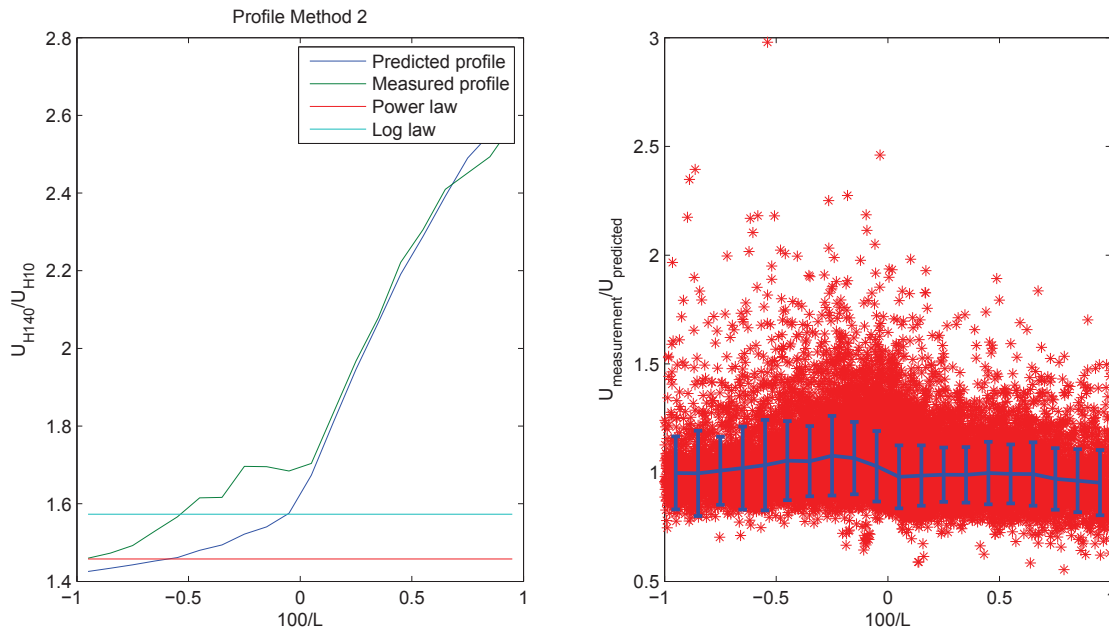 Profile Method 2
2.8
2.6
2.4
2.2
2
1.8
1.6
1.4
U_H140/U_H10
−1
−0.5
0
0.5
1
100/L
Predicted profile
Measured profile
Power law
Log law
3
2.5
2
1.5
1
0.5
U_measurement/U_predicted
−1
−0.5
0
0.5
1
100/L